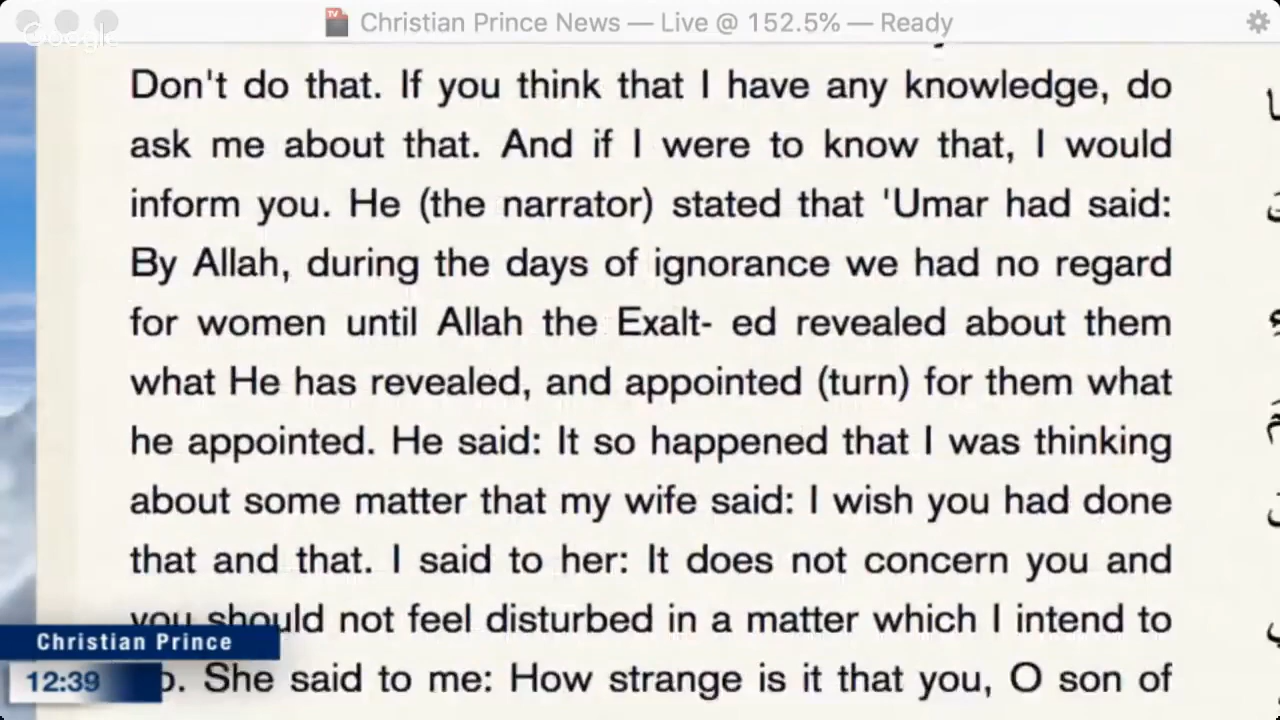 Google
Christian Prince News — Live @ 152.5% — Ready
Don't do that. If you think that I have any knowledge, do
ask me about that. And if I were to know that, I would
inform you. He (the narrator) stated that 'Umar had said:
By Allah, during the days of ignorance we had no regard
for women until Allah the Exalt- ed revealed about them
what He has revealed, and appointed (turn) for them what
he appointed. He said: It so happened that I was thinking
about some matter that my wife said: I wish you had done
that and that. I said to her: It does not concern you and
you should not feel disturbed in a matter which I intend to
She said to me: How strange is it that you, O son of
Christian Prince
12:39